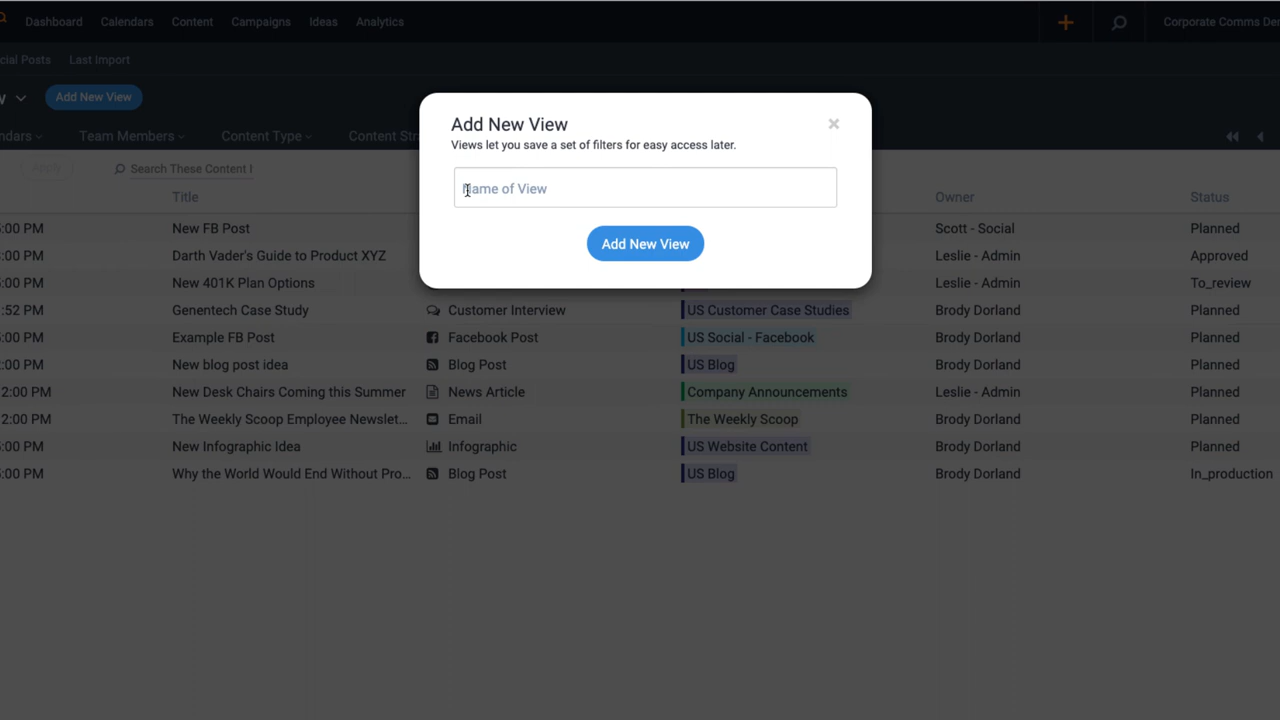 Dashboard Calendars Content Campaigns Ideas Analytics Corporate Comms De
cial Posts Last Import
Add New View
ndars Team Members Content Type Content Str
Add New View
Views let you save a set of filters for easy access later.
Name of View
Add New View
Apply Search These Content I
Title Owner Status
5:00 PM New FB Post Scott - Social Planned
3:00 PM Darth Vader's Guide to Product XYZ Leslie - Admin Approved
5:00 PM New 401K Plan Options Leslie - Admin To_review
:52 PM Genentech Case Study Customer Interview US Customer Case Studies Brody Dorland Planned
5:00 PM Example FB Post Facebook Post US Social - Facebook Brody Dorland Planned
2:00 PM New blog post idea Blog Post US Blog Brody Dorland Planned
2:00 PM New Desk Chairs Coming this Summer News Article Company Announcements Leslie - Admin Planned
2:00 PM The Weekly Scoop Employee Newslet... Email The Weekly Scoop Brody Dorland Planned
5:00 PM New Infographic Idea Infographic US Website Content Brody Dorland Planned
5:00 PM Why the World Would End Without Pro... Blog Post US Blog Brody Dorland In_production